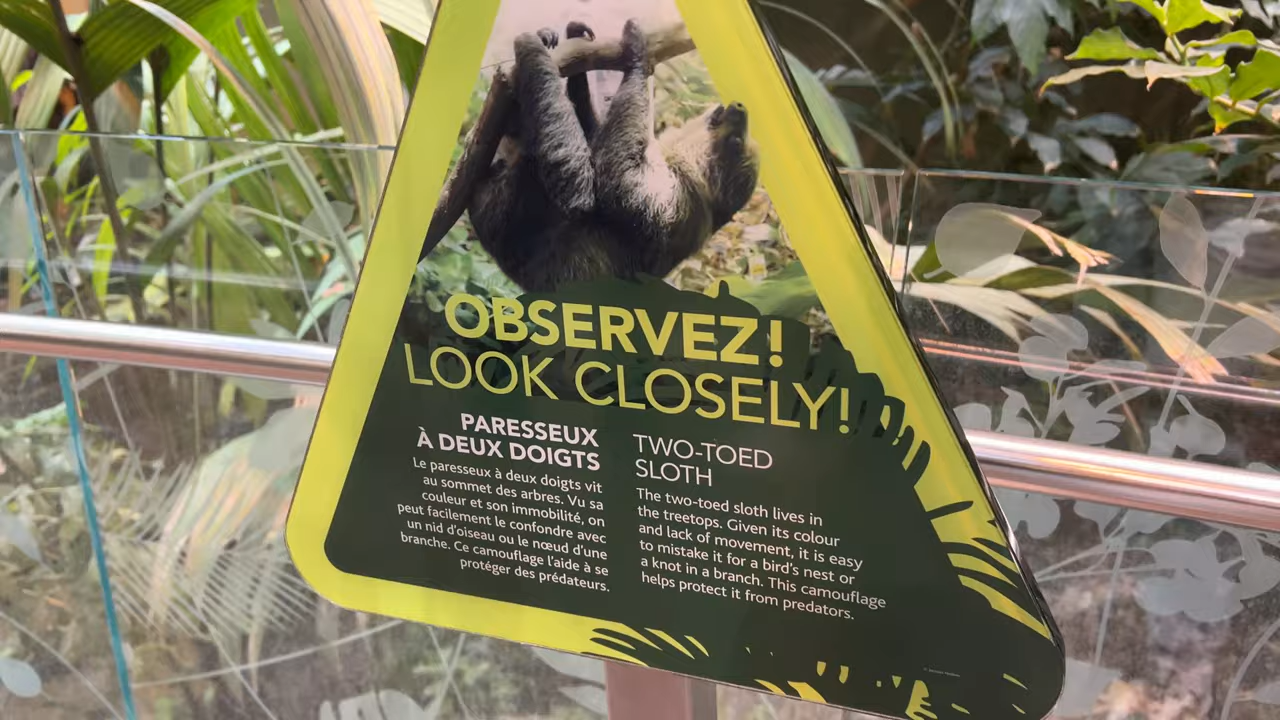 OBSERVEZ!
LOOK CLOSELY!
PARESSEUX
À DEUX DOIGTS
Le paresseux à deux doigts vit
au sommet des arbres. Vu sa
couleur et son immobilité, on
peut facilement le confondre avec
un nid d'oiseau ou le nœud d'une
branche. Ce camouflage l'aide à se
protéger des prédateurs.
TWO-TOED
SLOTH
The two-toed sloth lives in
the treetops. Given its colour
and lack of movement, it is easy
to mistake it for a bird's nest or
a knot in a branch. This camouflage
helps protect it from predators.